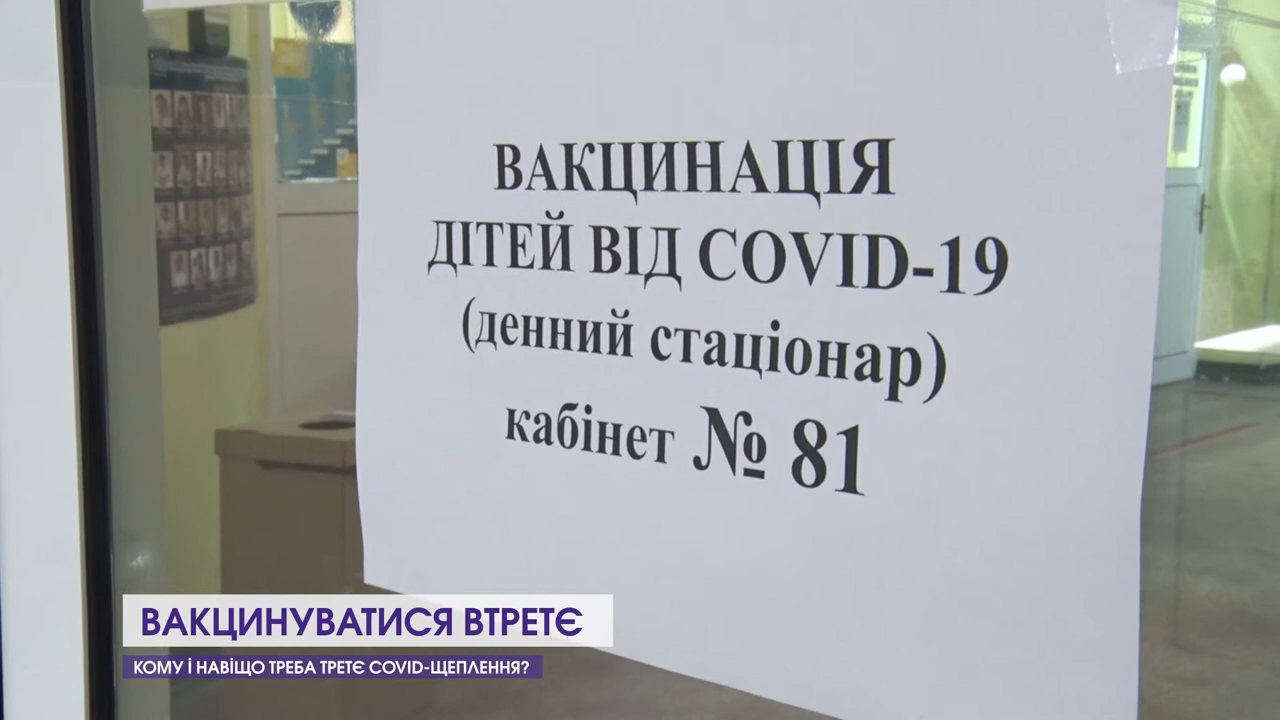 ВАКЦИНАЦІЯ
ДІТЕЙ ВІД COVID-19
(денний стаціонар)
кабінет № 81
ВАКЦИНУВАТИСЯ ВТРЕТЄ
КОМУ І НАВІЩО ТРЕБА ТРЕТЄ COVID-ЩЕПЛЕННЯ?